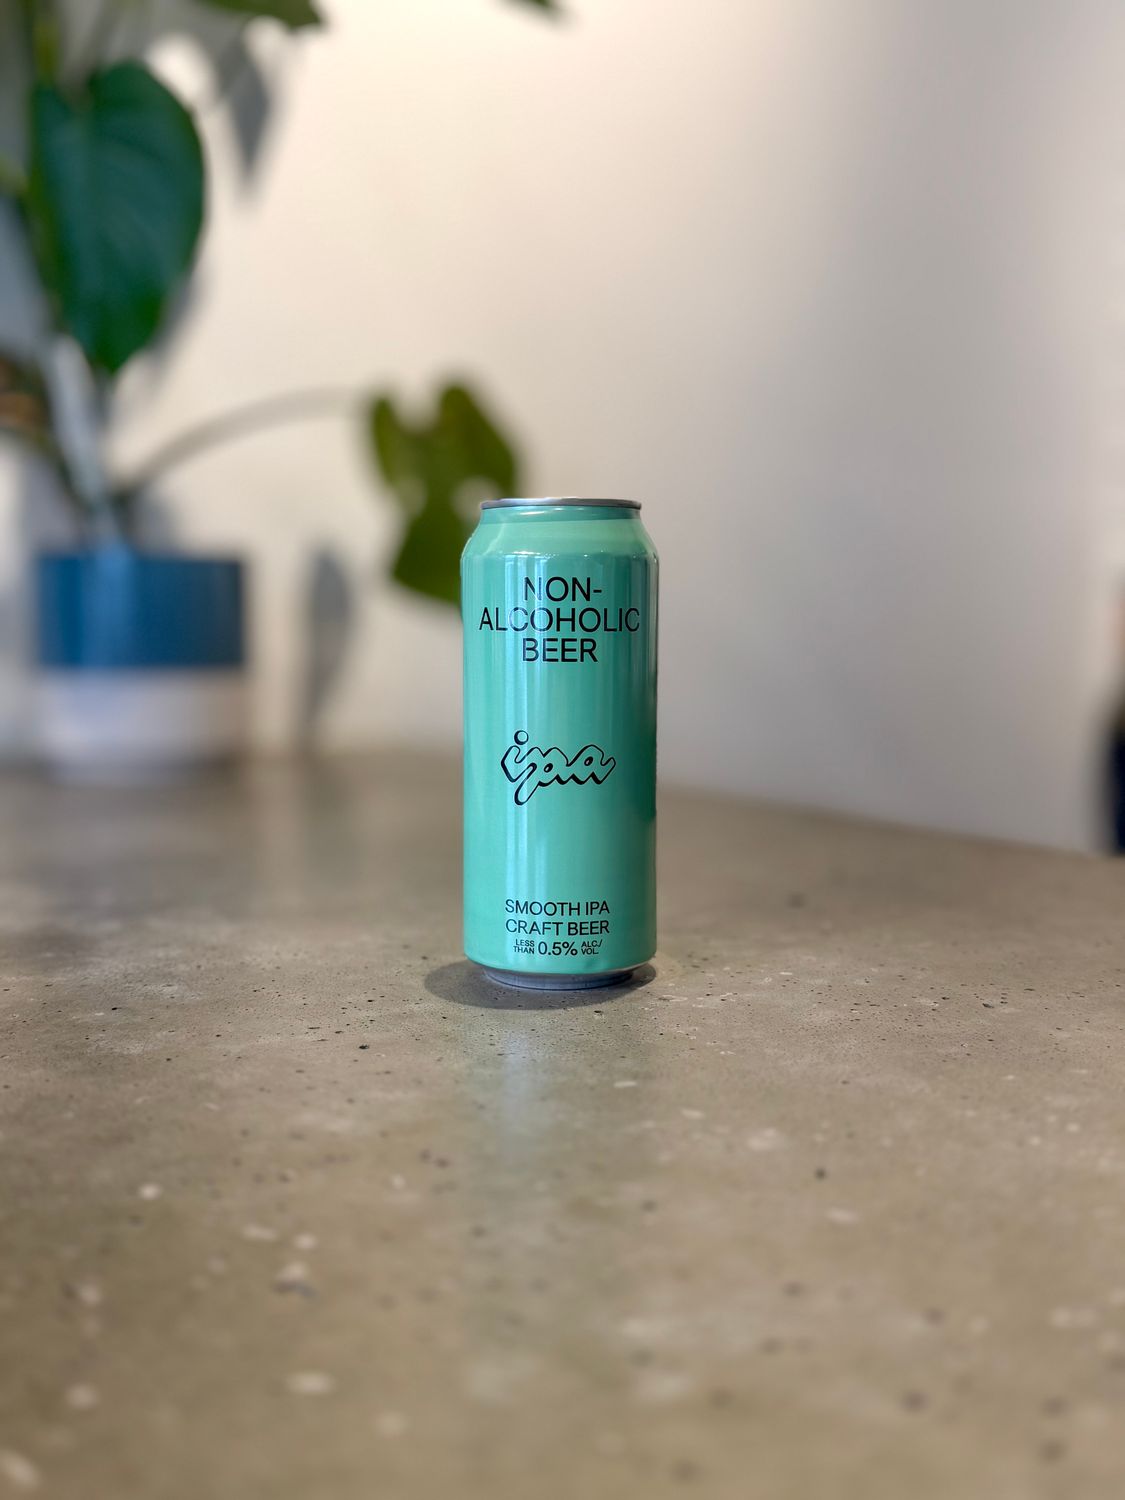 NON-
ALCOHOLIC
BEER
ipa
SMOOTH IPA
CRAFT BEER
LESS THAN 0.5% ALC./VOL.